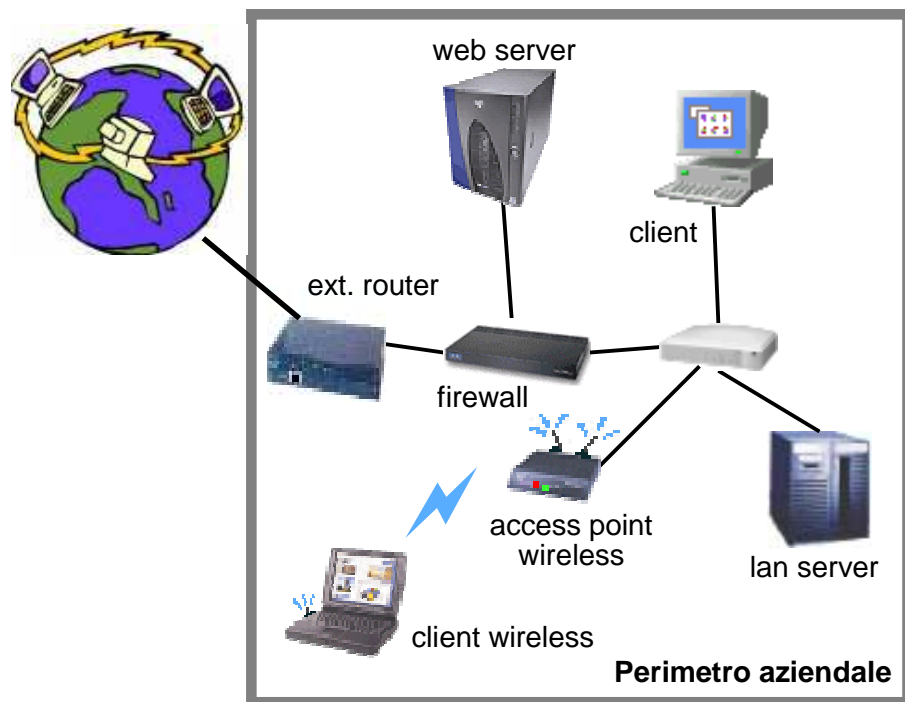 web server
client
ext. router
firewall
access point
wireless
lan server
client wireless
Perimetro aziendale